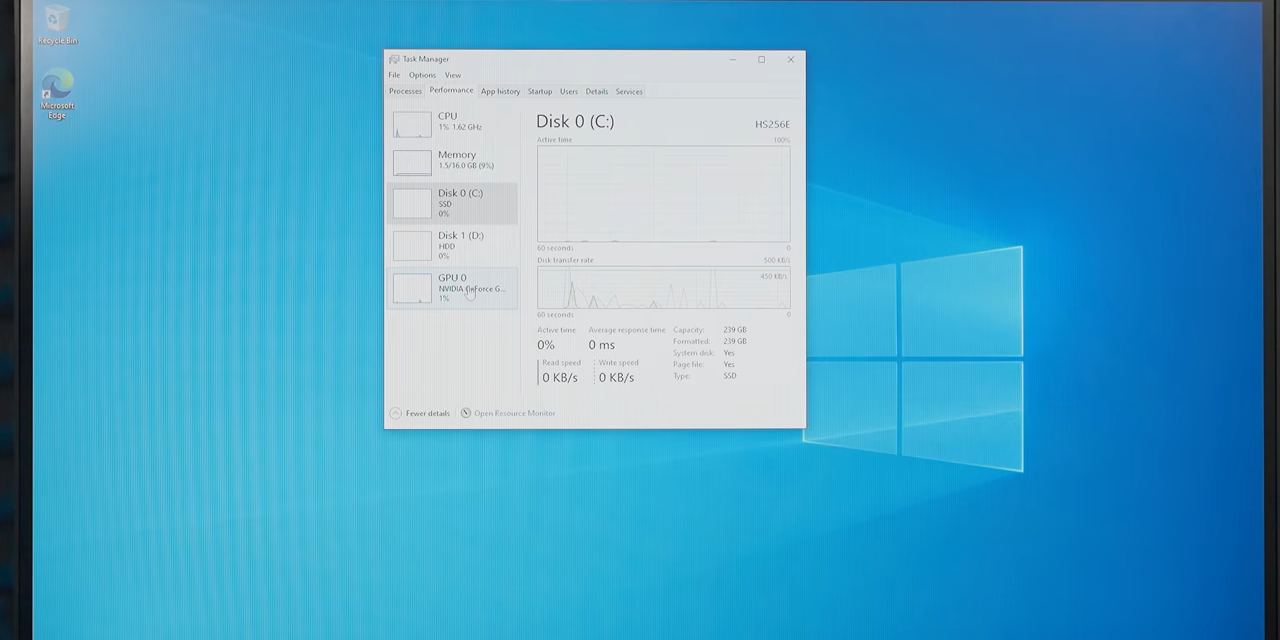 Recycle Bin
Microsoft
Edge
Task Manager
File Options View
Processes Performance App history Startup Users Details Services
CPU
1% 1.62 GHz
Memory
1.5/16.0 GB (9%)
Disk 0 (C:)
SSD
0%
Disk 1 (D:)
HDD
0%
GPU 0
NVIDIA GeForce G...
1%
Disk 0 (C:) HS256E
Active time 100%
60 seconds 0
Disk transfer rate 500 KB/s
450 KB/s
60 seconds 0
Active time Average response time
0% 0 ms
Read speed Write speed
0 KB/s 0 KB/s
Capacity: 239 GB
Formatted: 239 GB
System disk: Yes
Page file: Yes
Type: SSD
Fewer details Open Resource Monitor